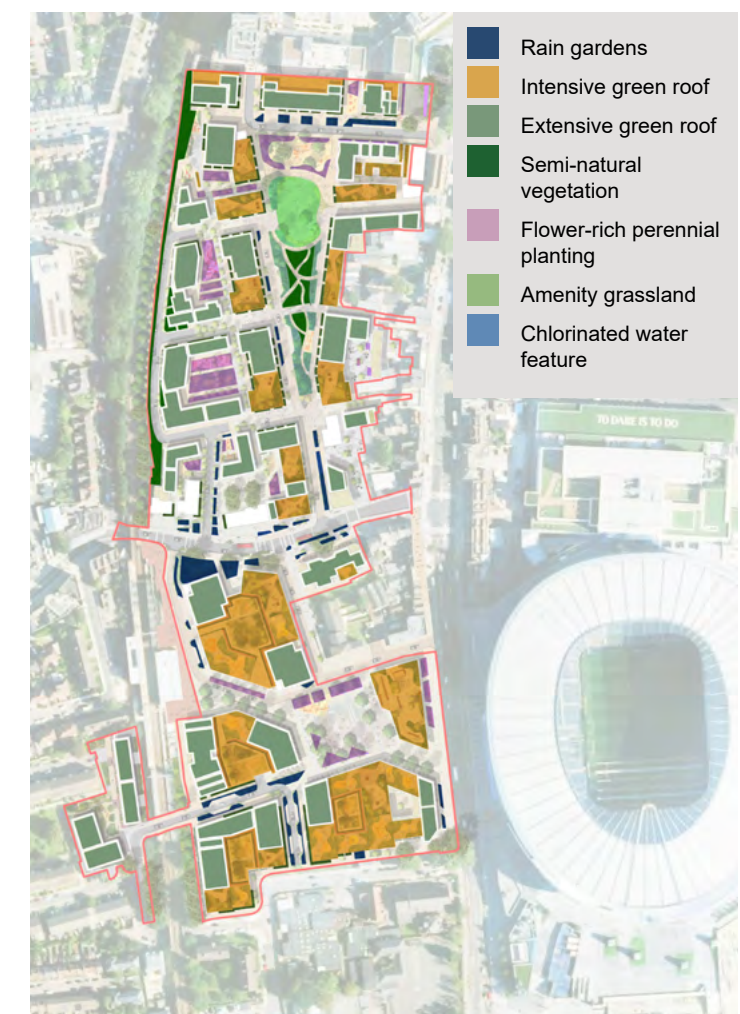 Rain gardens
Intensive green roof
Extensive green roof
Semi-natural
vegetation
Flower-rich perennial
planting
Amenity grassland
Chlorinated water
feature
TO DARE IS TO DO